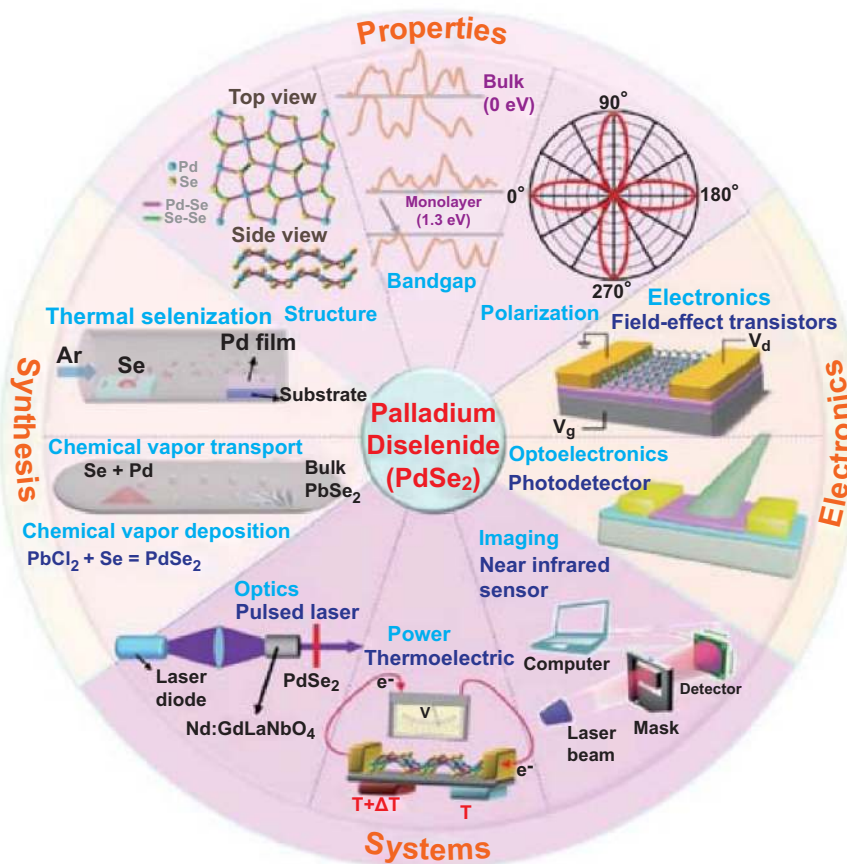 Properties
Top view
Pd
Se
Pd-Se
Se-Se
Side view
Structure
Bulk
(0 eV)
Monolayer
(1.3 eV)
Bandgap
90°
0°
180°
270°
Polarization
Electronics
Electronics
Field-effect transistors
Vd
Vg
Optoelectronics
Photodetector
Synthesis
Thermal selenization
Ar
Se
Pd film
Substrate
Chemical vapor transport
Se + Pd
Bulk
PbSe2
Chemical vapor deposition
PbCl2 + Se = PdSe2
Palladium
Diselenide
(PdSe2)
Imaging
Near infrared
sensor
Computer
Detector
Mask
Laser
beam
Optics
Pulsed laser
Laser
diode
PdSe2
Nd:GdLaNbO4
Power
Thermoelectric
e-
V
e-
T+ΔT
T
Systems